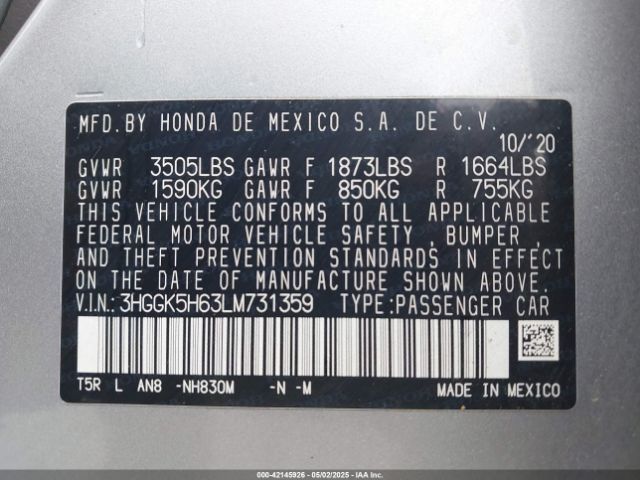 MFD.BY HONDA DE MEXICO S.A. DE C.V.
10/'20
GVWR 3505LBS GAWR F 1873LBS R 1664LBS
GVWR 1590KG GAWR F 850KG R 755KG
THIS VEHICLE CONFORMS TO ALL APPLICABLE
FEDERAL MOTOR VEHICLE SAFETY , BUMPER ,
AND THEFT PREVENTION STANDARDS IN EFFECT
ON THE DATE OF MANUFACTURE SHOWN ABOVE.
V.I.N.: 3HGGK5H63LM731359 TYPE:PASSENGER CAR
T5R L AN8 -NH830M -N -M
MADE IN MEXICO
000-42145926 - 05/02/2025 - IAAI.COM